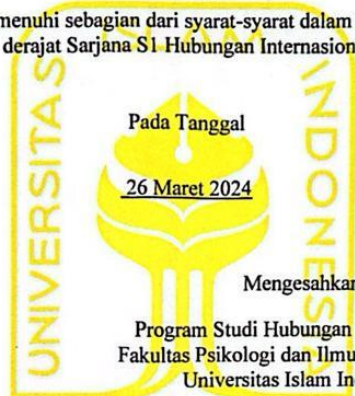 menuhi sebagian dari syarat-syarat dalam
derajat Sarjana S1 Hubungan Internasion
UNIVERSITAS
ISLAM
INDONESIA
Pada Tanggal
26 Maret 2024
Mengesahkan
Program Studi Hubungan
Fakultas Psikologi dan Ilmu
Universitas Islam In